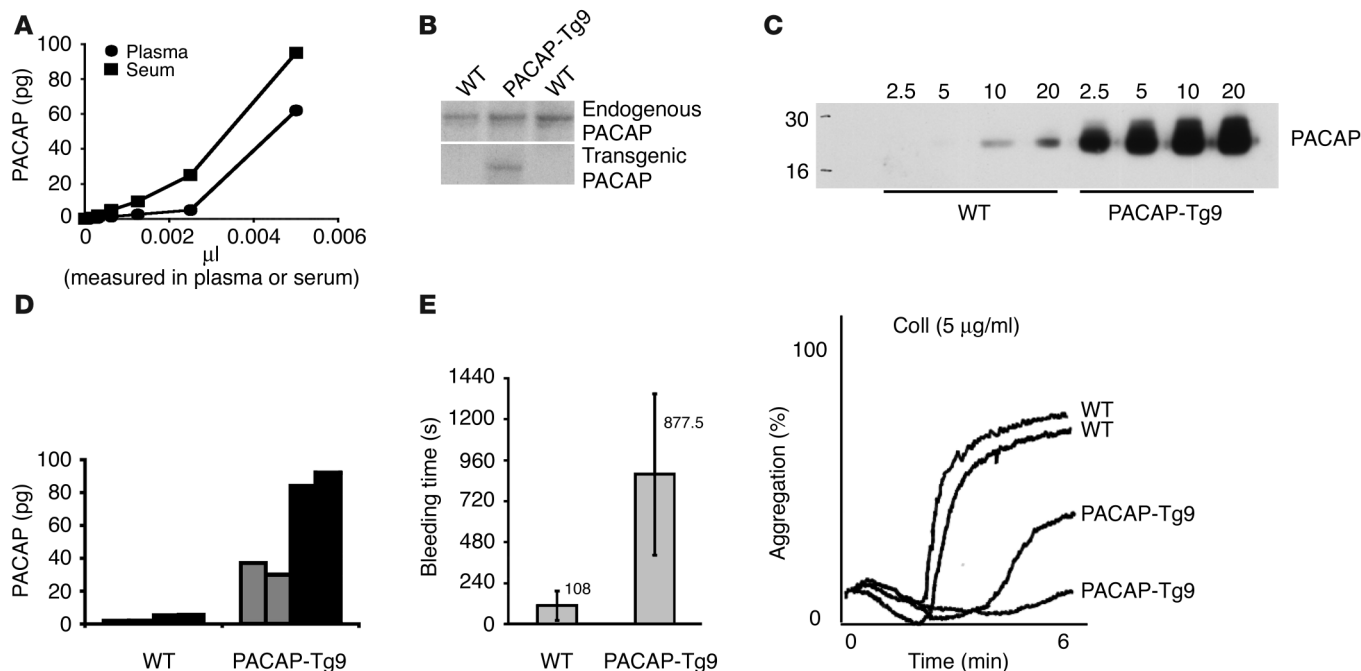 A
PACAP (pg)
100
80
60
40
20
0
Plasma
Seum
0 0.002 0.004 0.006
µl
(measured in plasma or serum)
B
WT PACAP-Tg9 WT
Endogenous
PACAP
Transgenic
PACAP
C
2.5 5 10 20 2.5 5 10 20
30
16
PACAP
WT PACAP-Tg9
D
PACAP (pg)
100
80
60
40
20
0
WT PACAP-Tg9
E
Bleeding time (s)
1440
1200
960
720
480
240
0
108
877.5
WT PACAP-Tg9
Coll (5 µg/ml)
Aggregation (%)
100
0
WT
WT
PACAP-Tg9
PACAP-Tg9
0 6
Time (min)